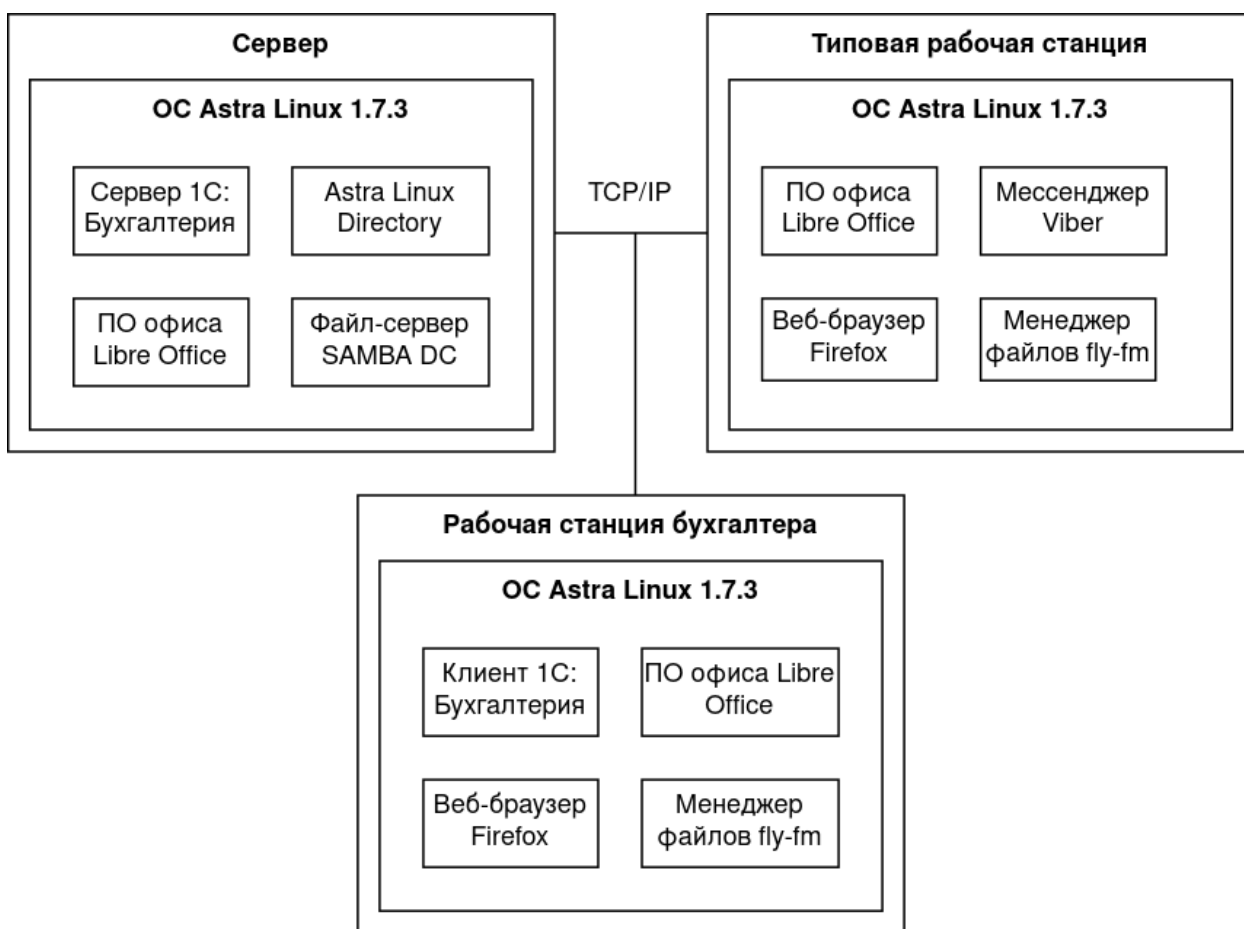 Сервер
ОС Astra Linux 1.7.3
Сервер 1С:
Бухгалтерия
Astra Linux
Directory
ПО офиса
Libre Office
Файл-сервер
SAMBA DC
TCP/IP
Типовая рабочая станция
ОС Astra Linux 1.7.3
ПО офиса
Libre Office
Мессенджер
Viber
Веб-браузер
Firefox
Менеджер
файлов fly-fm
Рабочая станция бухгалтера
ОС Astra Linux 1.7.3
Клиент 1С:
Бухгалтерия
ПО офиса Libre
Office
Веб-браузер
Firefox
Менеджер
файлов fly-fm